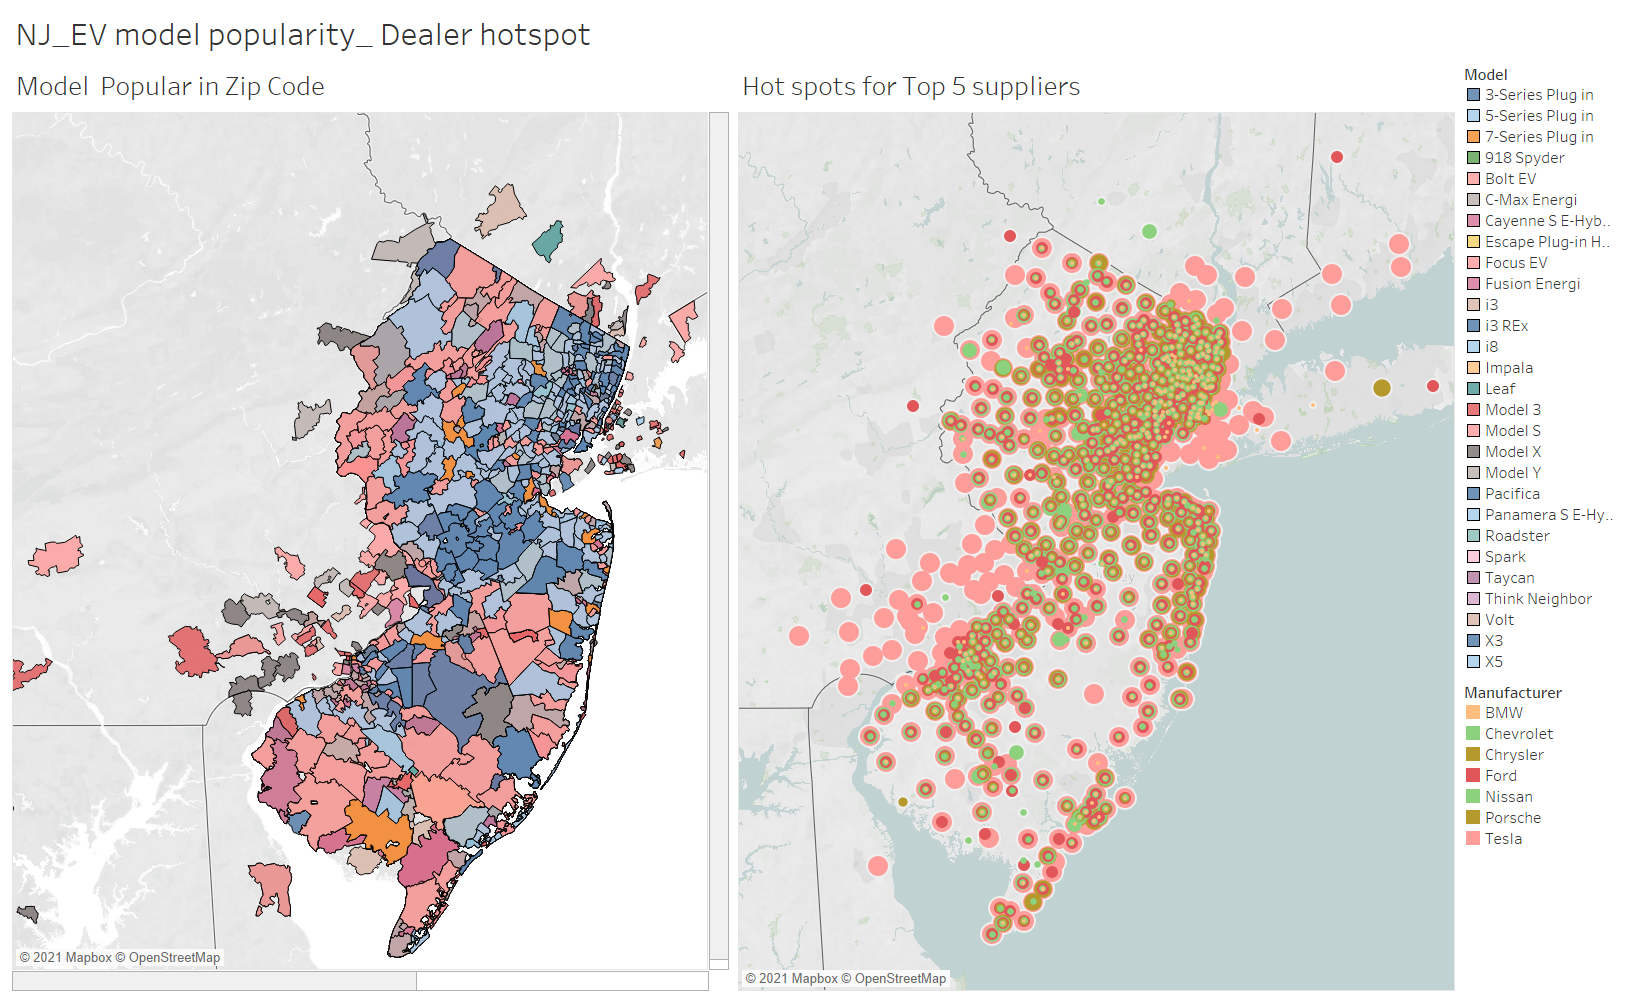 NJ_EV model popularity_ Dealer hotspot
Model  Popular in Zip Code
Hot spots for Top 5 suppliers
© 2021 Mapbox © OpenStreetMap
© 2021 Mapbox © OpenStreetMap
Model
3-Series Plug in
5-Series Plug in
7-Series Plug in
918 Spyder
Bolt EV
C-Max Energi
Cayenne S E-Hyb..
Escape Plug-in H..
Focus EV
Fusion Energi
i3
i3 REx
i8
Impala
Leaf
Model 3
Model S
Model X
Model Y
Pacifica
Panamera S E-Hy..
Roadster
Spark
Taycan
Think Neighbor
Volt
X3
X5
Manufacturer
BMW
Chevrolet
Chrysler
Ford
Nissan
Porsche
Tesla